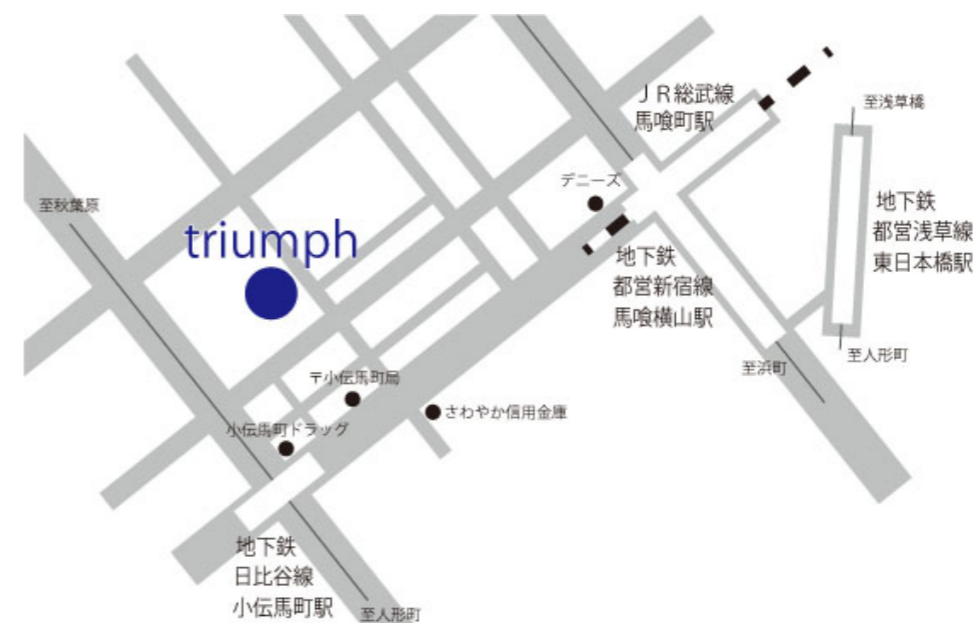 ＪＲ総武線
馬喰町駅
至浅草橋
デニーズ
至秋葉原
地下鉄
都営浅草線
東日本橋駅
triumph
地下鉄
都営新宿線
馬喰横山駅
至浜町
至人形町
〒小伝馬町局
さわやか信用金庫
小伝馬町ドラッグ
地下鉄
日比谷線
小伝馬町駅
至人形町